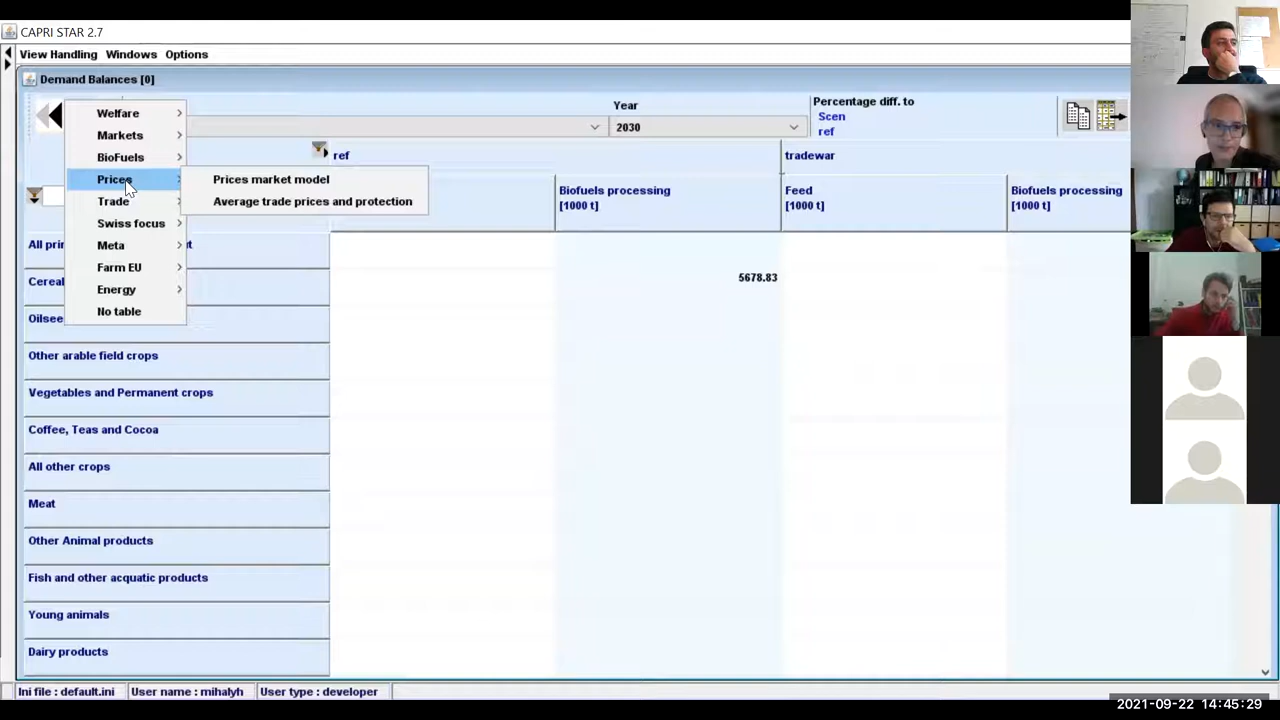 CAPRI STAR 2.7
View Handling Windows Options
Demand Balances [0]
Year
2030
Percentage diff. to
Scen
ref
Welfare
Markets
BioFuels
Prices
Trade
Swiss focus
Meta
Farm EU
Energy
No table
Prices market model
Average trade prices and protection
ref
tradewar
Biofuels processing
[1000 t]
Feed
[1000 t]
Biofuels processing
[1000 t]
All
Other arable field crops
Vegetables and Permanent crops
Coffee, Teas and Cocoa
All other crops
Meat
Other Animal products
Fish and other acquatic products
Young animals
Dairy products
5678.83
Ini file : default.ini User name : mihalyh User type : developer
2021-09-22 14:45:29